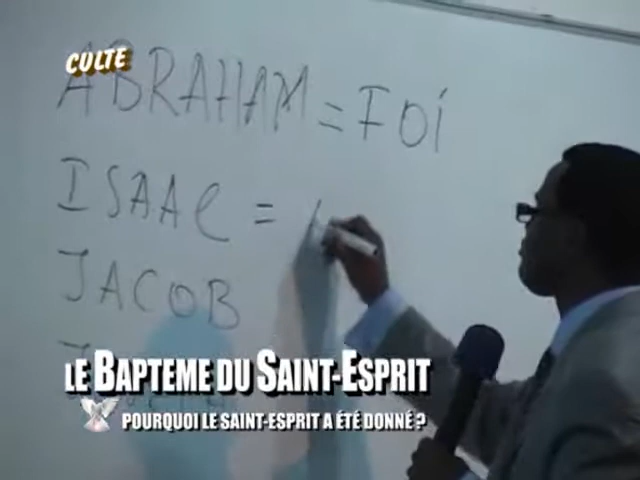 CULTE
ABRAHAM = FOI
ISAAC =
JACOB
LE BAPTEME DU SAINT-ESPRIT
POURQUOI LE SAINT-ESPRIT A ÉTÉ DONNÉ ?